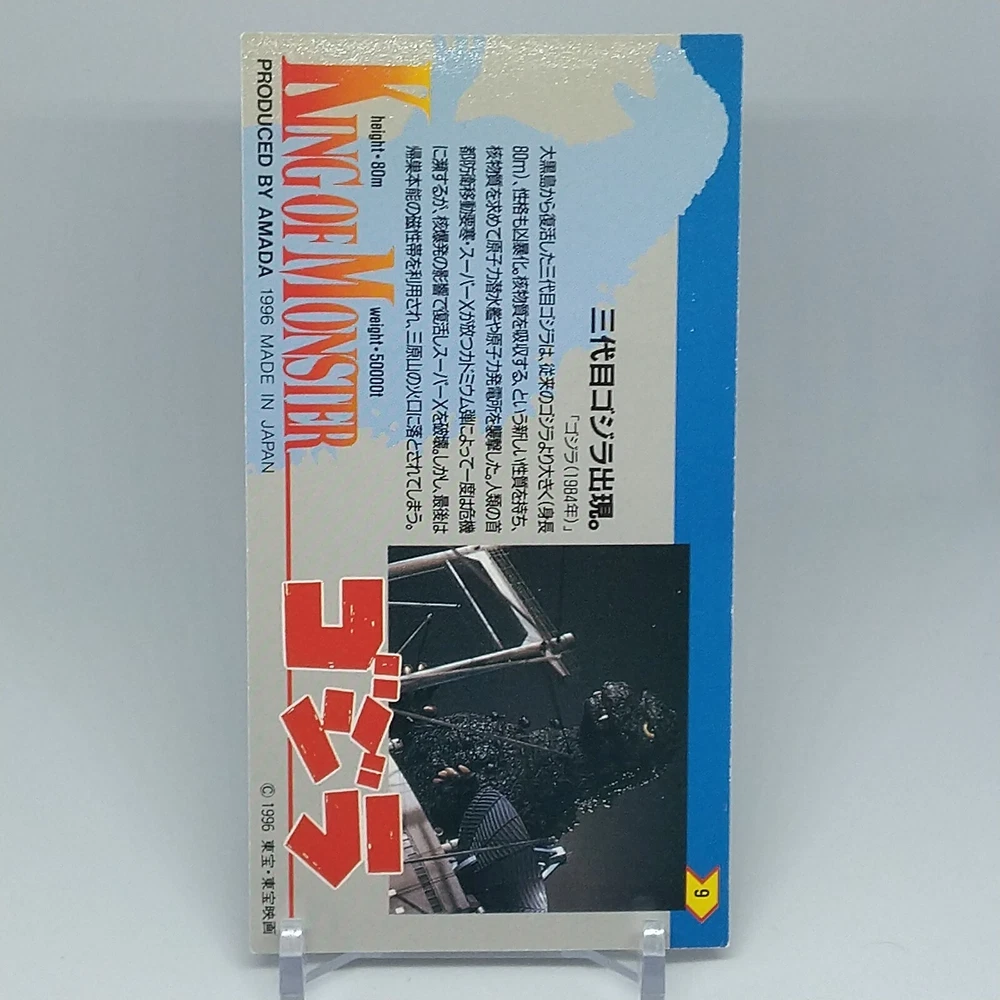 9
三代目ゴジラ出現。
「ゴジラ(1984年)」
大黒島から復活した三代目ゴジラは、従来のゴジラより大きく(身長
80m)、性格も凶暴化。核物質を吸収する、という新しい性質を持ち、
核物質を求めて原子力潜水艦や原子力発電所を襲撃した。人類の首
都防衛移動要塞・スーパーXが放つカドミウム弾によって一度は危機
に瀕するが、核爆発の影響で復活しスーパーXを破壊。しかし、最後は
帰巣本能の磁性帯を利用され、三原山の火口に落とされてしまう。
height・80m
weight・50000t
KING OF MONSTER
ゴジラ
PRODUCED BY AMADA 1996 MADE IN JAPAN
© 1996 東宝・東宝映画